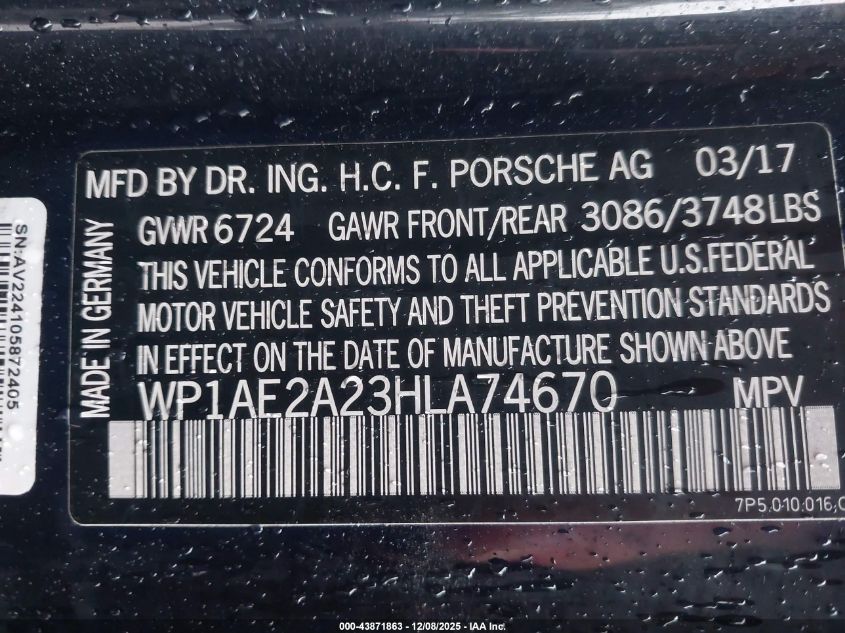 MFD BY DR. ING. H.C. F. PORSCHE AG 03/17
GVWR 6724 GAWR FRONT/REAR 3086/3748LBS
THIS VEHICLE CONFORMS TO ALL APPLICABLE U.S.FEDERAL
MOTOR VEHICLE SAFETY AND THEFT PREVENTION STANDARDS
IN EFFECT ON THE DATE OF MANUFACTURE SHOWN ABOVE
WP1AE2A23HLA74670 MPV
7P5.010.016
MADE IN GERMANY
SN:AV224105872405
000-43871863 - 12/08/2025 - IAA Inc.